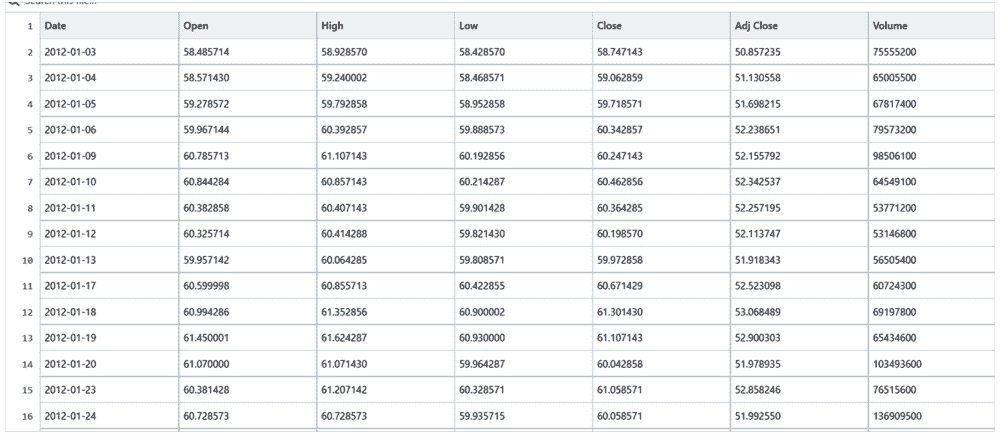 Search this file...
1 Date Open High Low Close Adj Close Volume
2 2012-01-03 58.485714 58.928570 58.428570 58.747143 50.857235 75555200
3 2012-01-04 58.571430 59.240002 58.468571 59.062859 51.130558 65005500
4 2012-01-05 59.278572 59.792858 58.952858 59.718571 51.698215 67817400
5 2012-01-06 59.967144 60.392857 59.888573 60.342857 52.238651 79573200
6 2012-01-09 60.785713 61.107143 60.192856 60.247143 52.155792 98506100
7 2012-01-10 60.844284 60.857143 60.214287 60.462856 52.342537 64549100
8 2012-01-11 60.382858 60.407143 59.901428 60.364285 52.257195 53771200
9 2012-01-12 60.325714 60.414288 59.821430 60.198570 52.113747 53146800
10 2012-01-13 59.957142 60.064285 59.808571 59.972858 51.918343 56505400
11 2012-01-17 60.599998 60.855713 60.422855 60.671429 52.523098 60724300
12 2012-01-18 60.994286 61.352856 60.900002 61.301430 53.068489 69197800
13 2012-01-19 61.450001 61.624287 60.930000 61.107143 52.900303 65434600
14 2012-01-20 61.070000 61.071430 59.964287 60.042858 51.978935 103493600
15 2012-01-23 60.381428 61.207142 60.328571 61.058571 52.858246 76515600
16 2012-01-24 60.728573 60.728573 59.935715 60.058571 51.992550 136909500